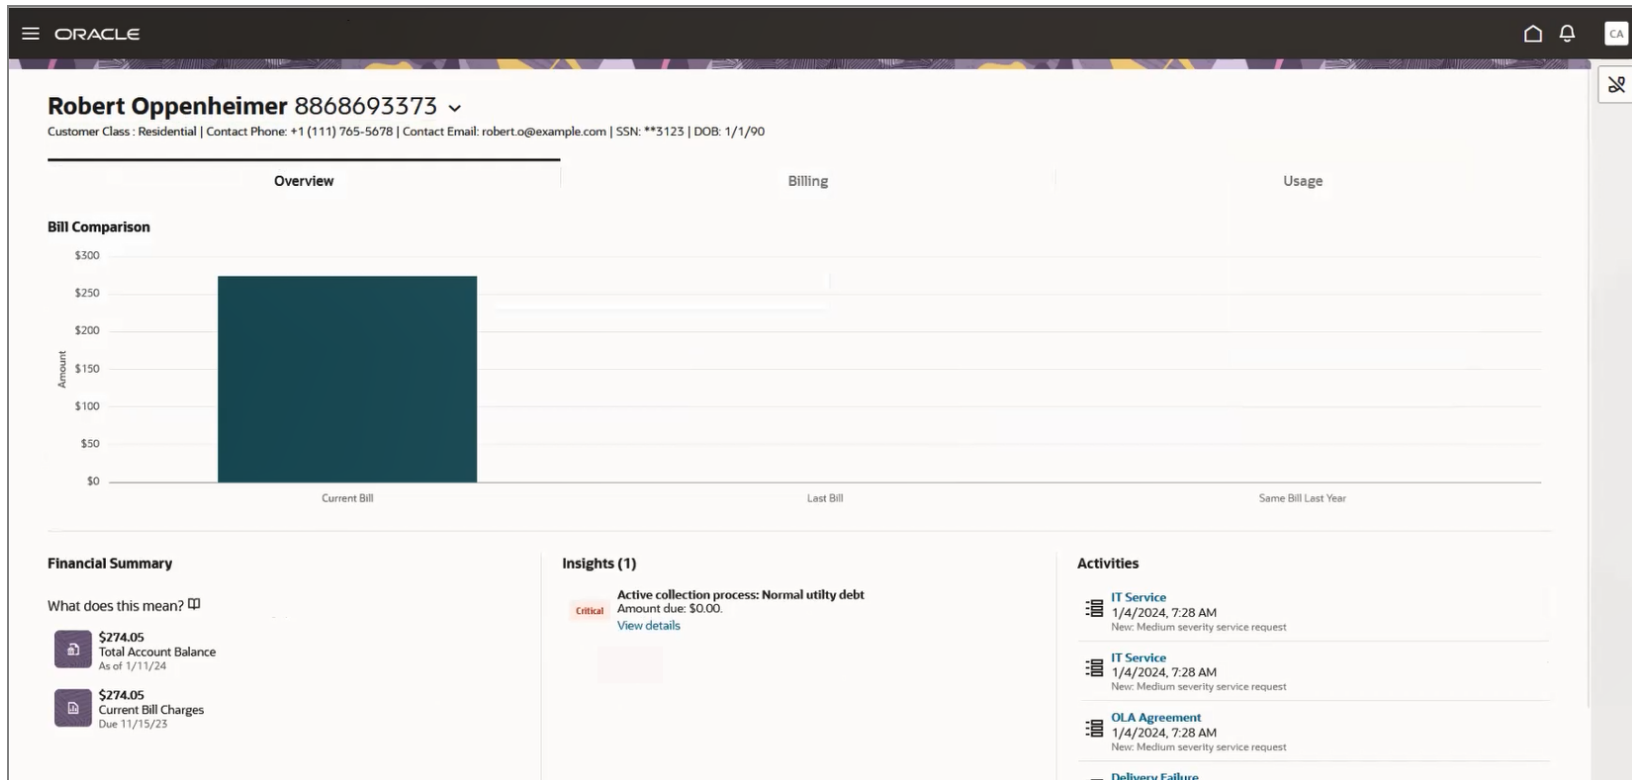 ORACLE
CA
Robert Oppenheimer 8868693373
Customer Class : Residential | Contact Phone: +1 (111) 765-5678 | Contact Email: robert.o@example.com | SSN: **3123 | DOB: 1/1/90
Overview
Billing
Usage
Bill Comparison
$300
$250
$200
$150
$100
$50
$0
Amount
Current Bill
Last Bill
Same Bill Last Year
Financial Summary
What does this mean?
$274.05
Total Account Balance
As of 1/11/24
$274.05
Current Bill Charges
Due 11/15/23
Insights (1)
Critical
Active collection process: Normal utilty debt
Amount due: $0.00.
View details
Activities
IT Service
1/4/2024, 7:28 AM
New: Medium severity service request
IT Service
1/4/2024, 7:28 AM
New: Medium severity service request
OLA Agreement
1/4/2024, 7:28 AM
New: Medium severity service request
Delivery Failure